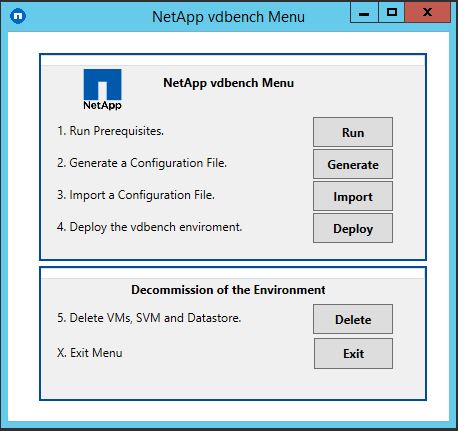 NetApp vdbench Menu
X
NetApp vdbench Menu
NetApp
1. Run Prerequisites. Run
2. Generate a Configuration File. Generate
3. Import a Configuration File. Import
4. Deploy the vdbench enviroment. Deploy
Decommission of the Environment
5. Delete VMs, SVM and Datastore. Delete
X. Exit Menu Exit